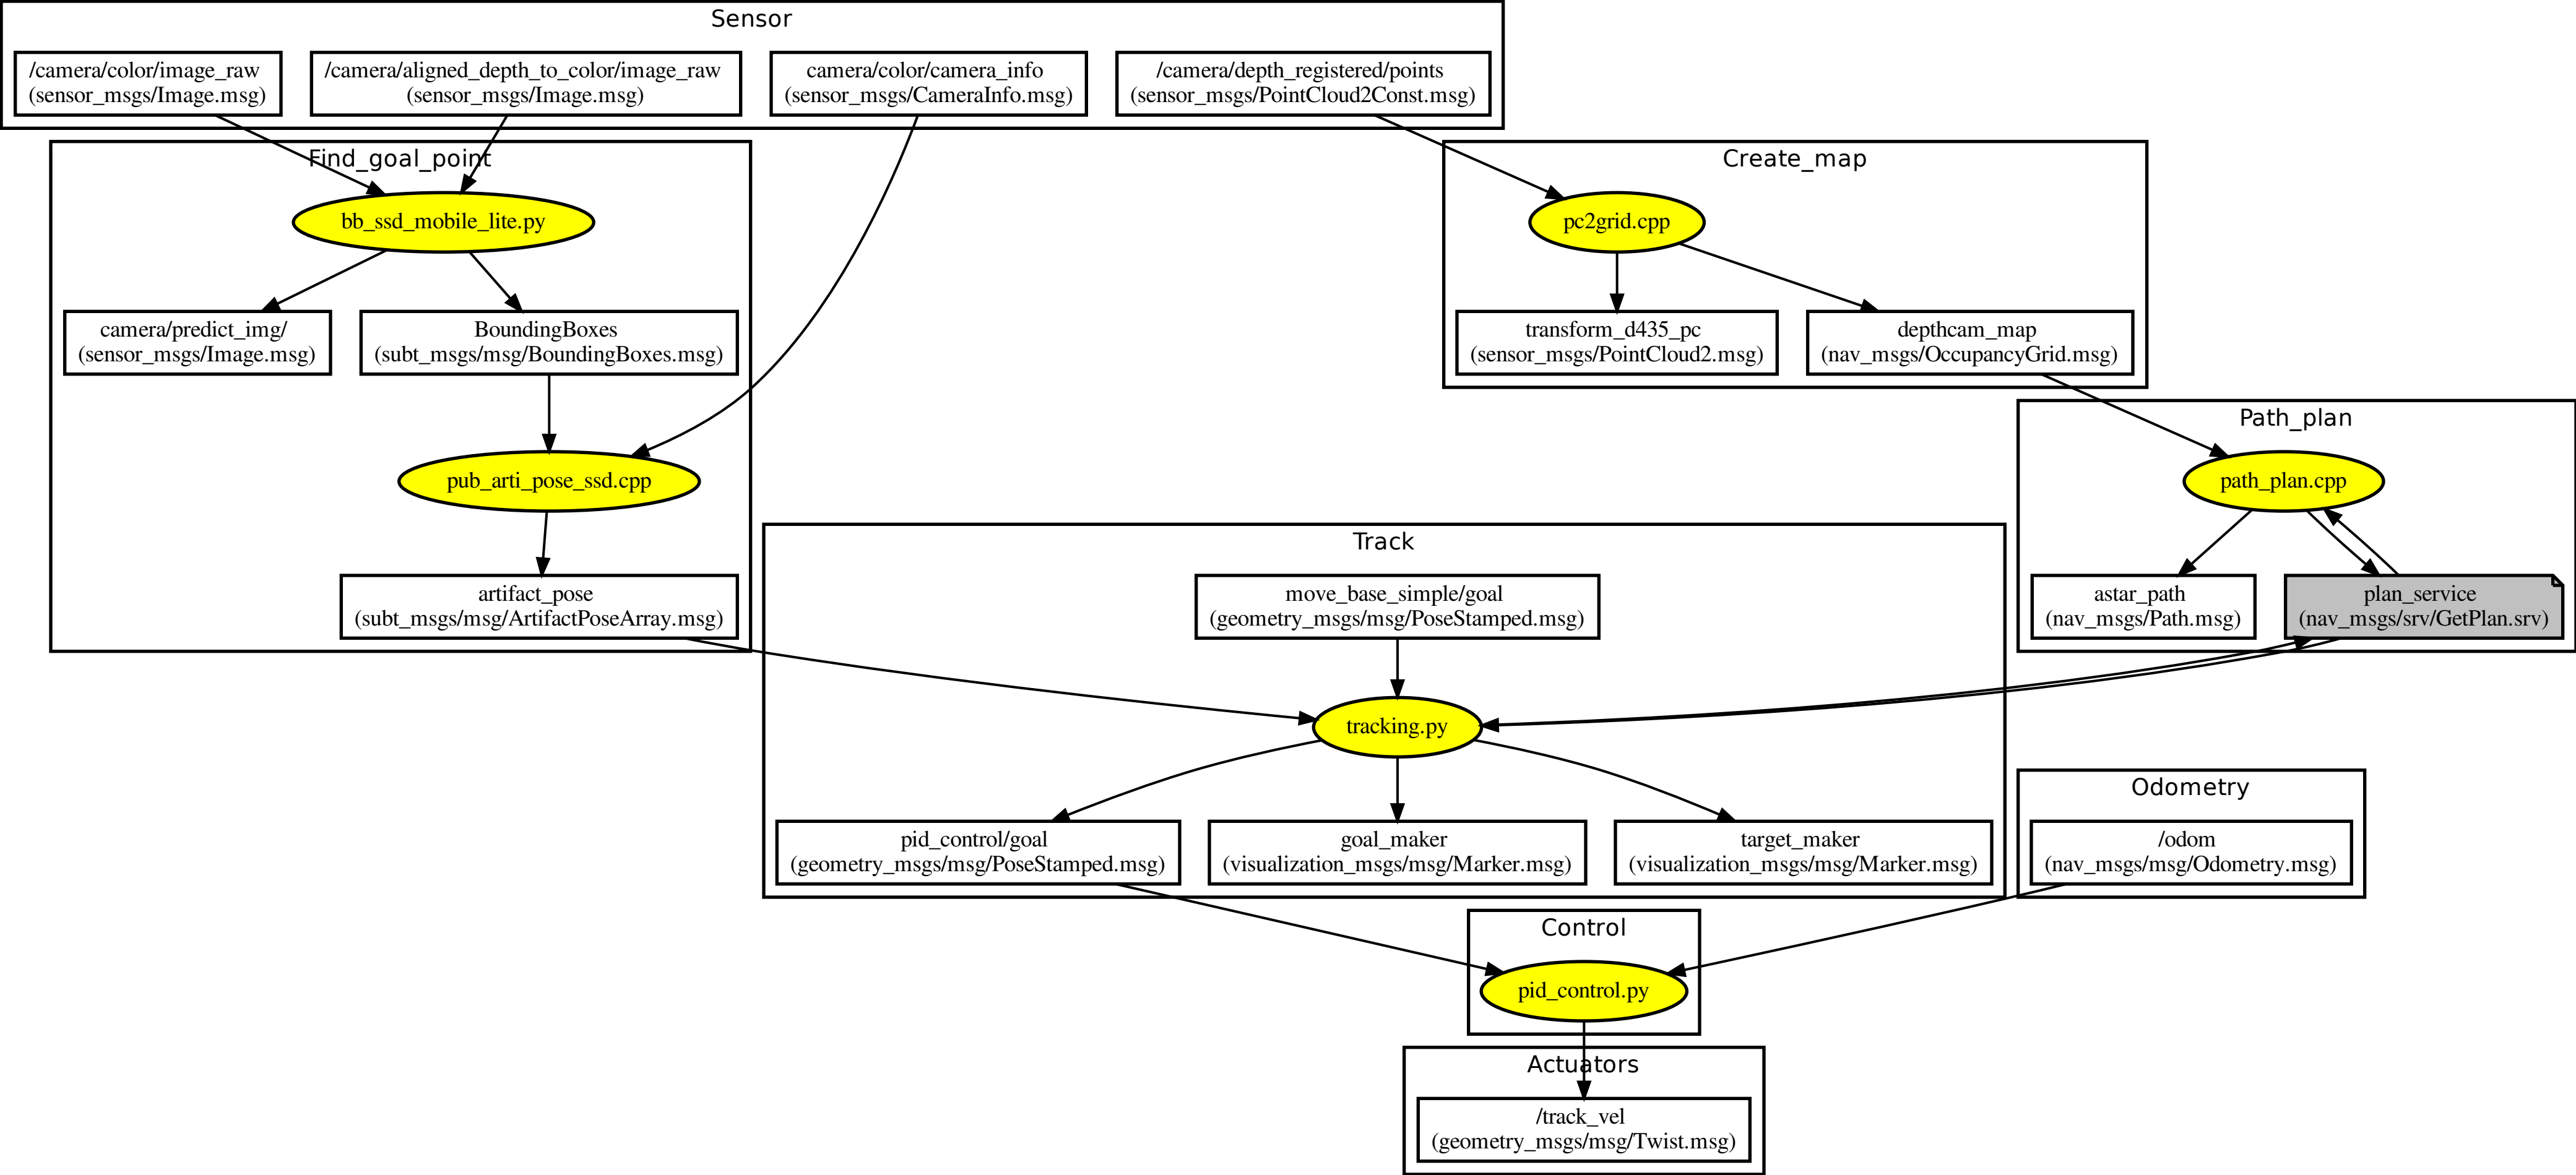 Sensor
/camera/color/image_raw
(sensor_msgs/Image.msg)
/camera/aligned_depth_to_color/image_raw
(sensor_msgs/Image.msg)
camera/color/camera_info
(sensor_msgs/CameraInfo.msg)
/camera/depth_registered/points
(sensor_msgs/PointCloud2Const.msg)
Find_goal_point
bb_ssd_mobile_lite.py
camera/predict_img/
(sensor_msgs/Image.msg)
BoundingBoxes
(subt_msgs/msg/BoundingBoxes.msg)
pub_arti_pose_ssd.cpp
artifact_pose
(subt_msgs/msg/ArtifactPoseArray.msg)
Create_map
pc2grid.cpp
transform_d435_pc
(sensor_msgs/PointCloud2.msg)
depthcam_map
(nav_msgs/OccupancyGrid.msg)
Path_plan
path_plan.cpp
astar_path
(nav_msgs/Path.msg)
plan_service
(nav_msgs/srv/GetPlan.srv)
Track
move_base_simple/goal
(geometry_msgs/msg/PoseStamped.msg)
tracking.py
pid_control/goal
(geometry_msgs/msg/PoseStamped.msg)
goal_maker
(visualization_msgs/msg/Marker.msg)
target_maker
(visualization_msgs/msg/Marker.msg)
Odometry
/odom
(nav_msgs/msg/Odometry.msg)
Control
pid_control.py
Actuators
/track_vel
(geometry_msgs/msg/Twist.msg)